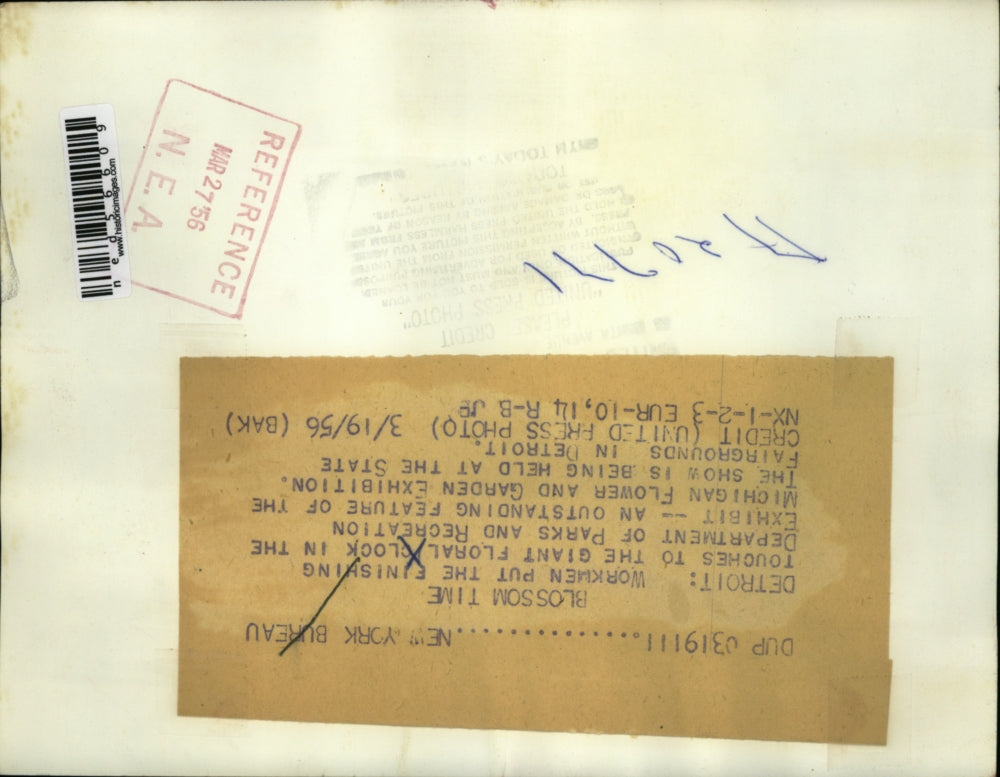 DUP 0319111................NEW YORK BUREAU
BLOSSOM TIME
DETROIT: WORKMEN PUT THE FINISHING
TOUCHES TO THE GIANT FLORAL CLOCK IN THE
DEPARTMENT OF PARKS AND RECREATION
EXHIBIT -- AN OUTSTANDING FEATURE OF THE
MICHIGAN FLOWER AND GARDEN EXHIBITION.
THE SHOW IS BEING HELD AT THE STATE
FAIRGROUNDS IN DETROIT.
CREDIT (UNITED PRESS PHOTO) 3/19/56 (BAK)
NX-1-2-3 EUR-10,14 R-B JB
REFERENCE
MAR 27 56
N. E. A.
www.historicimages.com
ned56609
PLEASE CREDIT
"UNITED PRESS PHOTO"